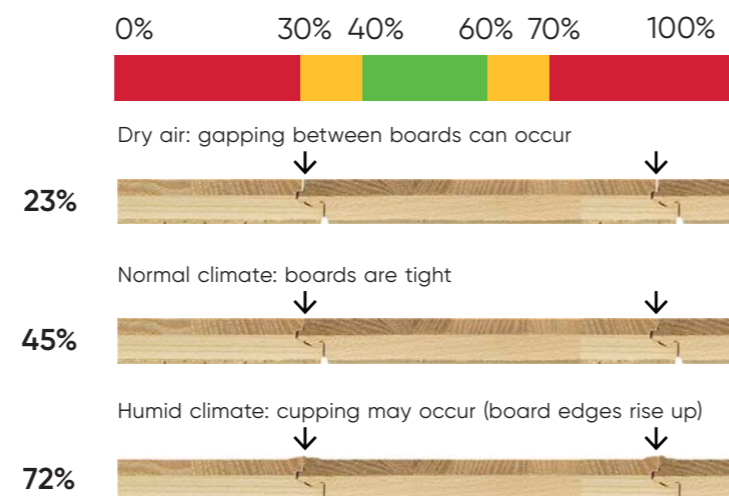 0% 30% 40% 60% 70% 100%
Dry air: gapping between boards can occur
23%
Normal climate: boards are tight
45%
Humid climate: cupping may occur (board edges rise up)
72%